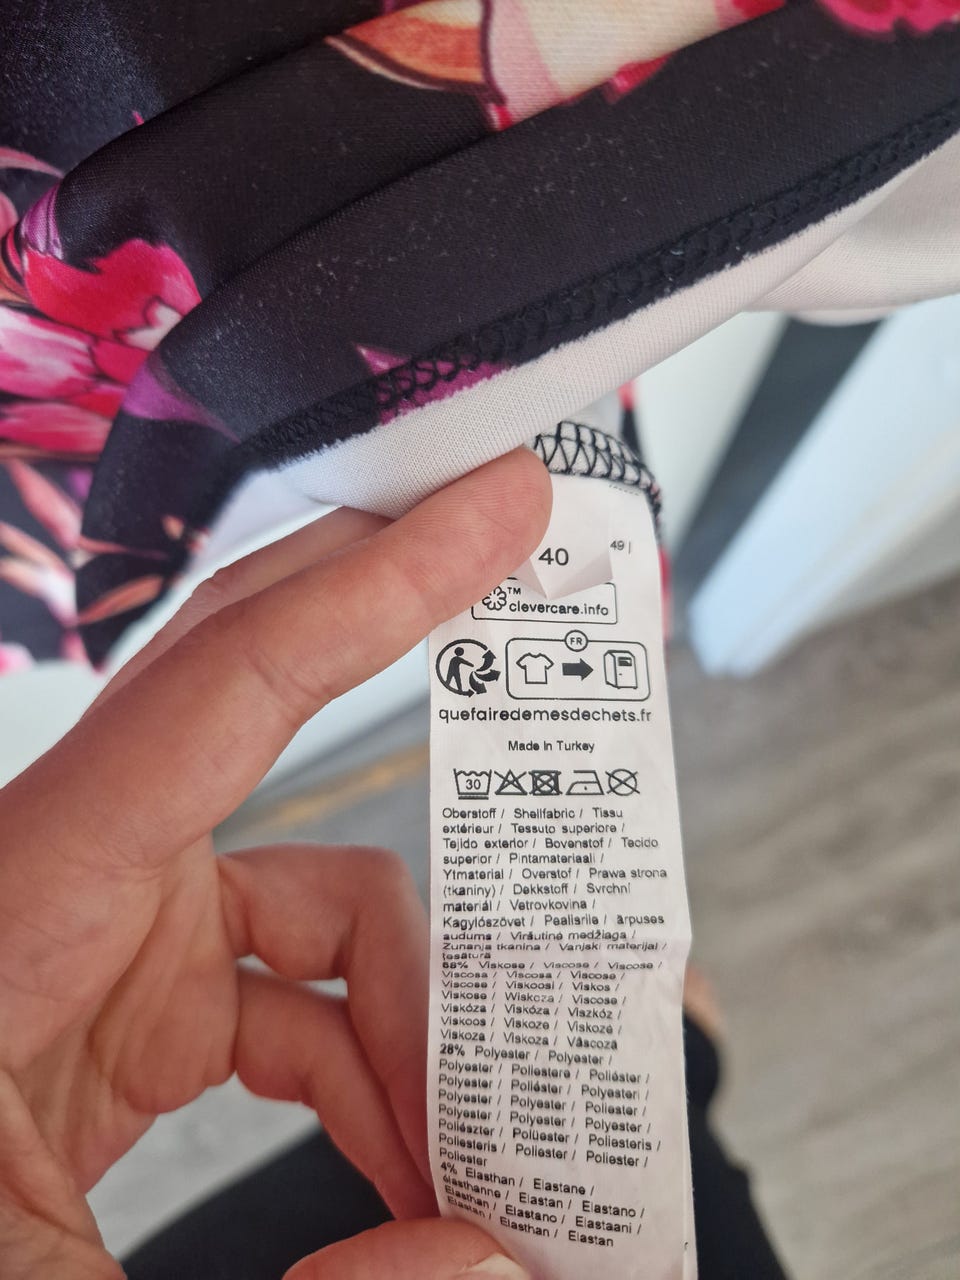 40
49
TM
clevercare.info
FR
quefairedemesdechets.fr
Made in Turkey
30
Oberstoff / Shellfabric / Tissu
extérieur / Tessuto superiore /
Tejido exterior / Bovenstof / Tecido
superior / Pintamateriaali /
Ytmaterial / Overstof / Prawa strona
(tkaniny) / Dekkstoff / Svrchní
materiál / Vetrovkovina /
Kagylószövet / Pealisriie / ārpuses
audums / Viršutinė medžiaga /
Zunanja tkanina / Vanjski materijal /
țesătură
68% Viskose / Viscose / Viscose /
Viscosa / Viscosa / Viscose /
Viscose / Viskoosi / Viskos /
Viskose / Wiskoza / Viscose /
Viskóza / Viskóza / Viszkóz /
Viskoos / Viskoze / Viskozė /
Viskoza / Viskoza / Vâscoză
28% Polyester / Polyester /
Polyester / Poliestere / Poliéster /
Polyester / Poliéster / Polyesteri /
Polyester / Polyester / Poliester /
Polyester / Polyester / Polyester /
Poliészter / Polüester / Poliesteris /
Poliesteris / Poliester / Poliester /
Poliester
4% Elasthan / Elastane /
élasthanne / Elastan / Elastano /
Elasthan / Elastano / Elastaani /
Elastan / Elasthan / Elastan